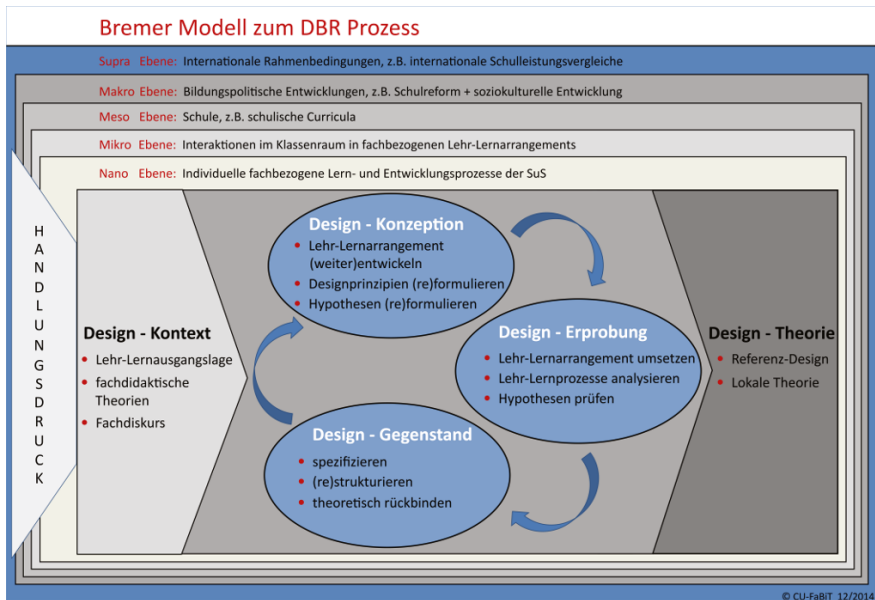 Bremer Modell zum DBR Prozess
Supra Ebene: Internationale Rahmenbedingungen, z.B. internationale Schulleistungsvergleiche
Makro Ebene: Bildungspolitische Entwicklungen, z.B. Schulreform + soziokulturelle Entwicklung
Meso Ebene: Schule, z.B. schulische Curricula
Mikro Ebene: Interaktionen im Klassenraum in fachbezogenen Lehr-Lernarrangements
Nano Ebene: Individuelle fachbezogene Lern- und Entwicklungsprozesse der SuS
HANDLUNGSDRUCK
Design - Kontext
• Lehr-Lernausgangslage
• fachdidaktische
Theorien
• Fachdiskurs
Design - Konzeption
• Lehr-Lernarrangement
(weiter)entwickeln
• Designprinzipien (re)formulieren
• Hypothesen (re)formulieren
Design - Erprobung
• Lehr-Lernarrangement umsetzen
• Lehr-Lernprozesse analysieren
• Hypothesen prüfen
Design - Gegenstand
• spezifizieren
• (re)strukturieren
• theoretisch rückbinden
Design - Theorie
• Referenz-Design
• Lokale Theorie
© CU-FaBiT 12/2014